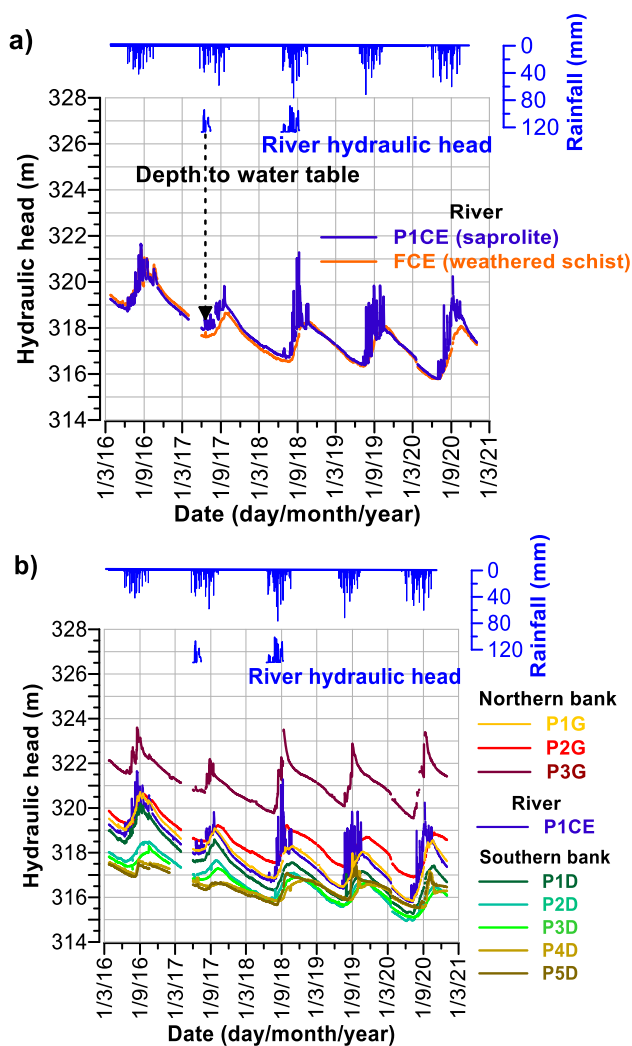 a)
0
40
80
120
Rainfall (mm)
328
326
324
322
320
318
316
314
Hydraulic head (m)
River hydraulic head
Depth to water table
River
P1CE (saprolite)
FCE (weathered schist)
1/3/16
1/9/16
1/3/17
1/9/17
1/3/18
1/9/18
1/3/19
1/9/19
1/3/20
1/9/20
1/3/21
Date (day/month/year)
b)
0
40
80
120
Rainfall (mm)
328
326
324
322
320
318
316
314
Hydraulic head (m)
River hydraulic head
Northern bank
P1G
P2G
P3G
River
P1CE
Southern bank
P1D
P2D
P3D
P4D
P5D
1/3/16
1/9/16
1/3/17
1/9/17
1/3/18
1/9/18
1/3/19
1/9/19
1/3/20
1/9/20
1/3/21
Date (day/month/year)